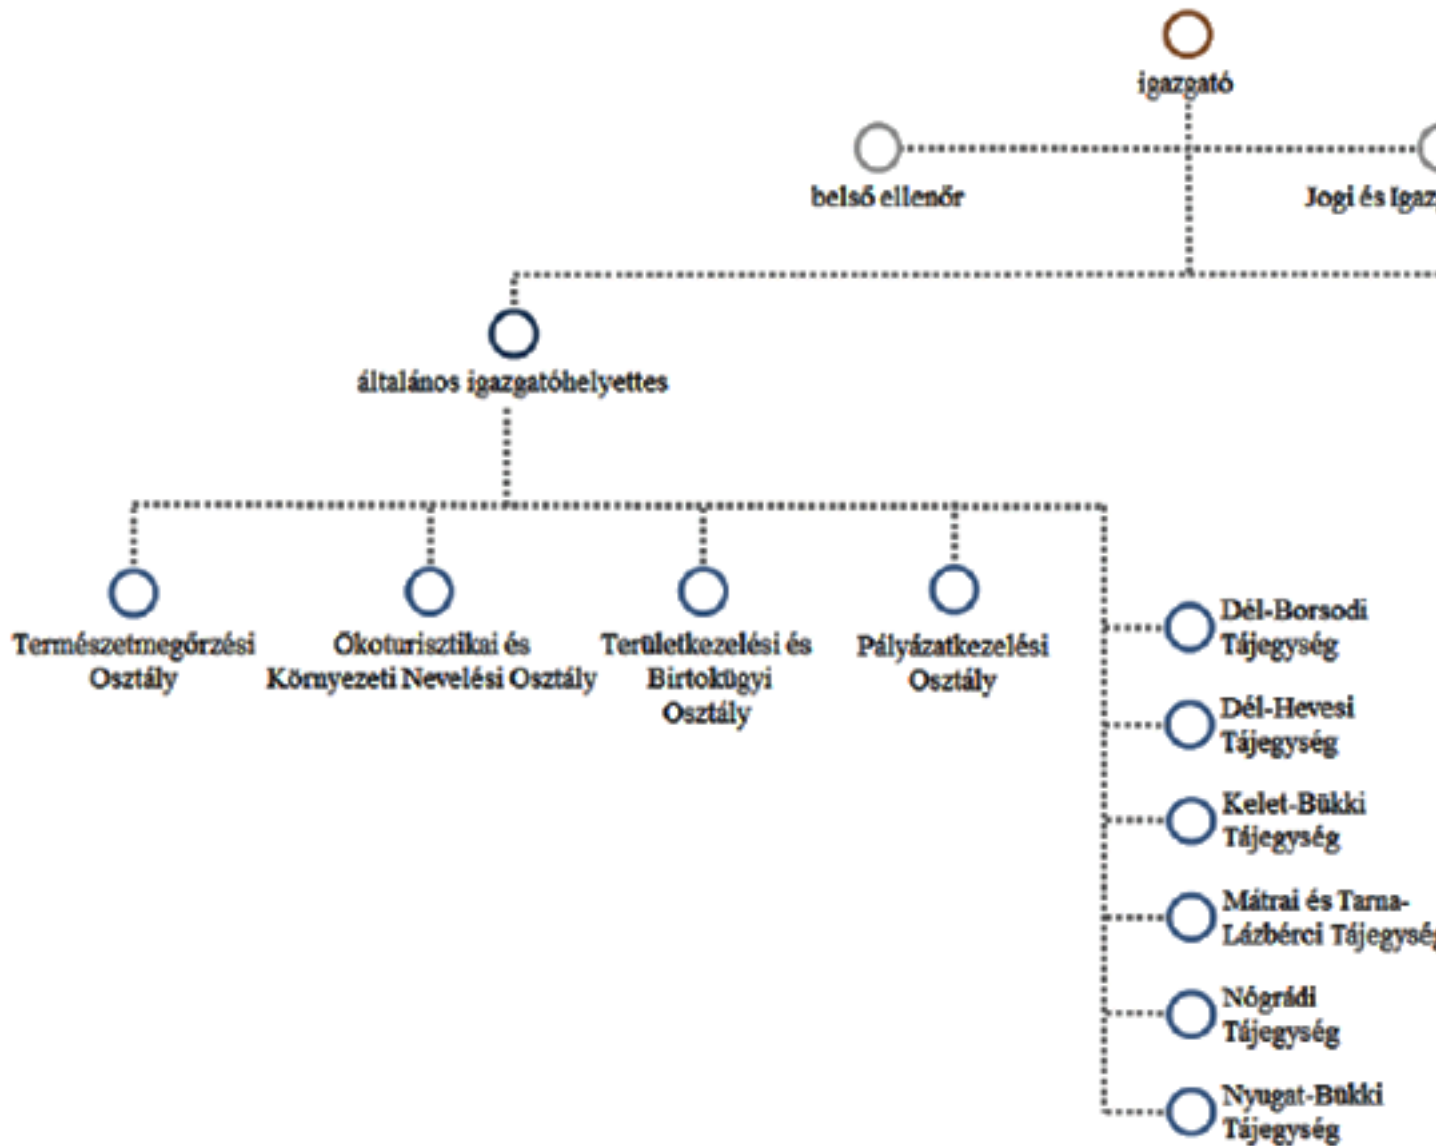 igazgató
belső ellenőr
Jogi és
általános igazgatóhelyettes
Természetmegőrzési
Osztály
Ökoturisztikai és
Környezeti Nevelési Osztály
Területkezelési és
Birtokügyi
Osztály
Pályázatkezelési
Osztály
Dél-Borsodi
Tájegység
Dél-Hevesi
Tájegység
Kelet-Bükki
Tájegység
Mátrai és Tarna-
Lázbérci Tájegység
Nógrádi
Tájegység
Nyugat-Bükki
Tájegység